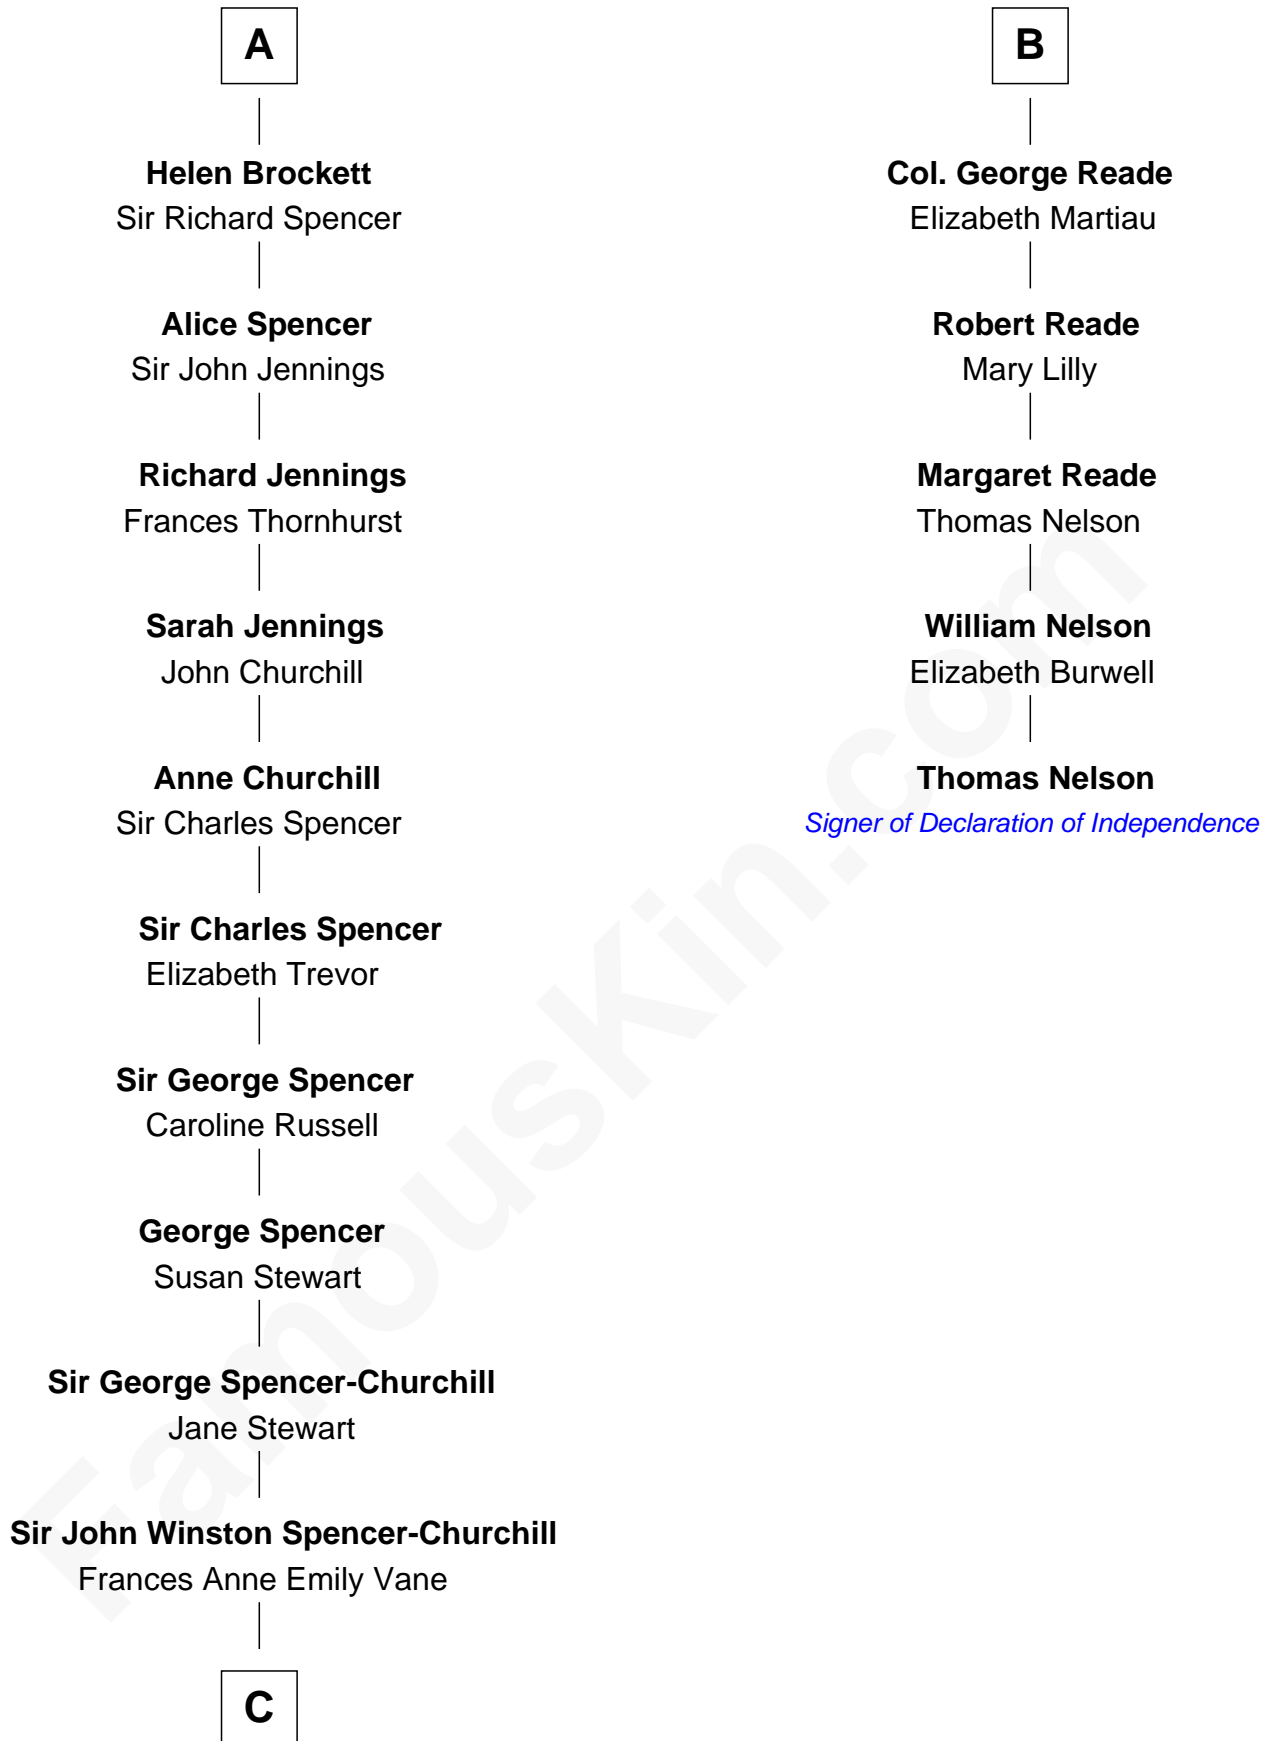 A
Helen Brockett
Sir Richard Spencer
Alice Spencer
Sir John Jennings
Richard Jennings
Frances Thornhurst
Sarah Jennings
John Churchill
Anne Churchill
Sir Charles Spencer
Sir Charles Spencer
Elizabeth Trevor
Sir George Spencer
Caroline Russell
George Spencer
Susan Stewart
Sir George Spencer-Churchill
Jane Stewart
Sir John Winston Spencer-Churchill
Frances Anne Emily Vane
C
B
Col. George Reade
Elizabeth Martiau
Robert Reade
Mary Lilly
Margaret Reade
Thomas Nelson
William Nelson
Elizabeth Burwell
Thomas Nelson
Signer of Declaration of Independence
FamousKin.com